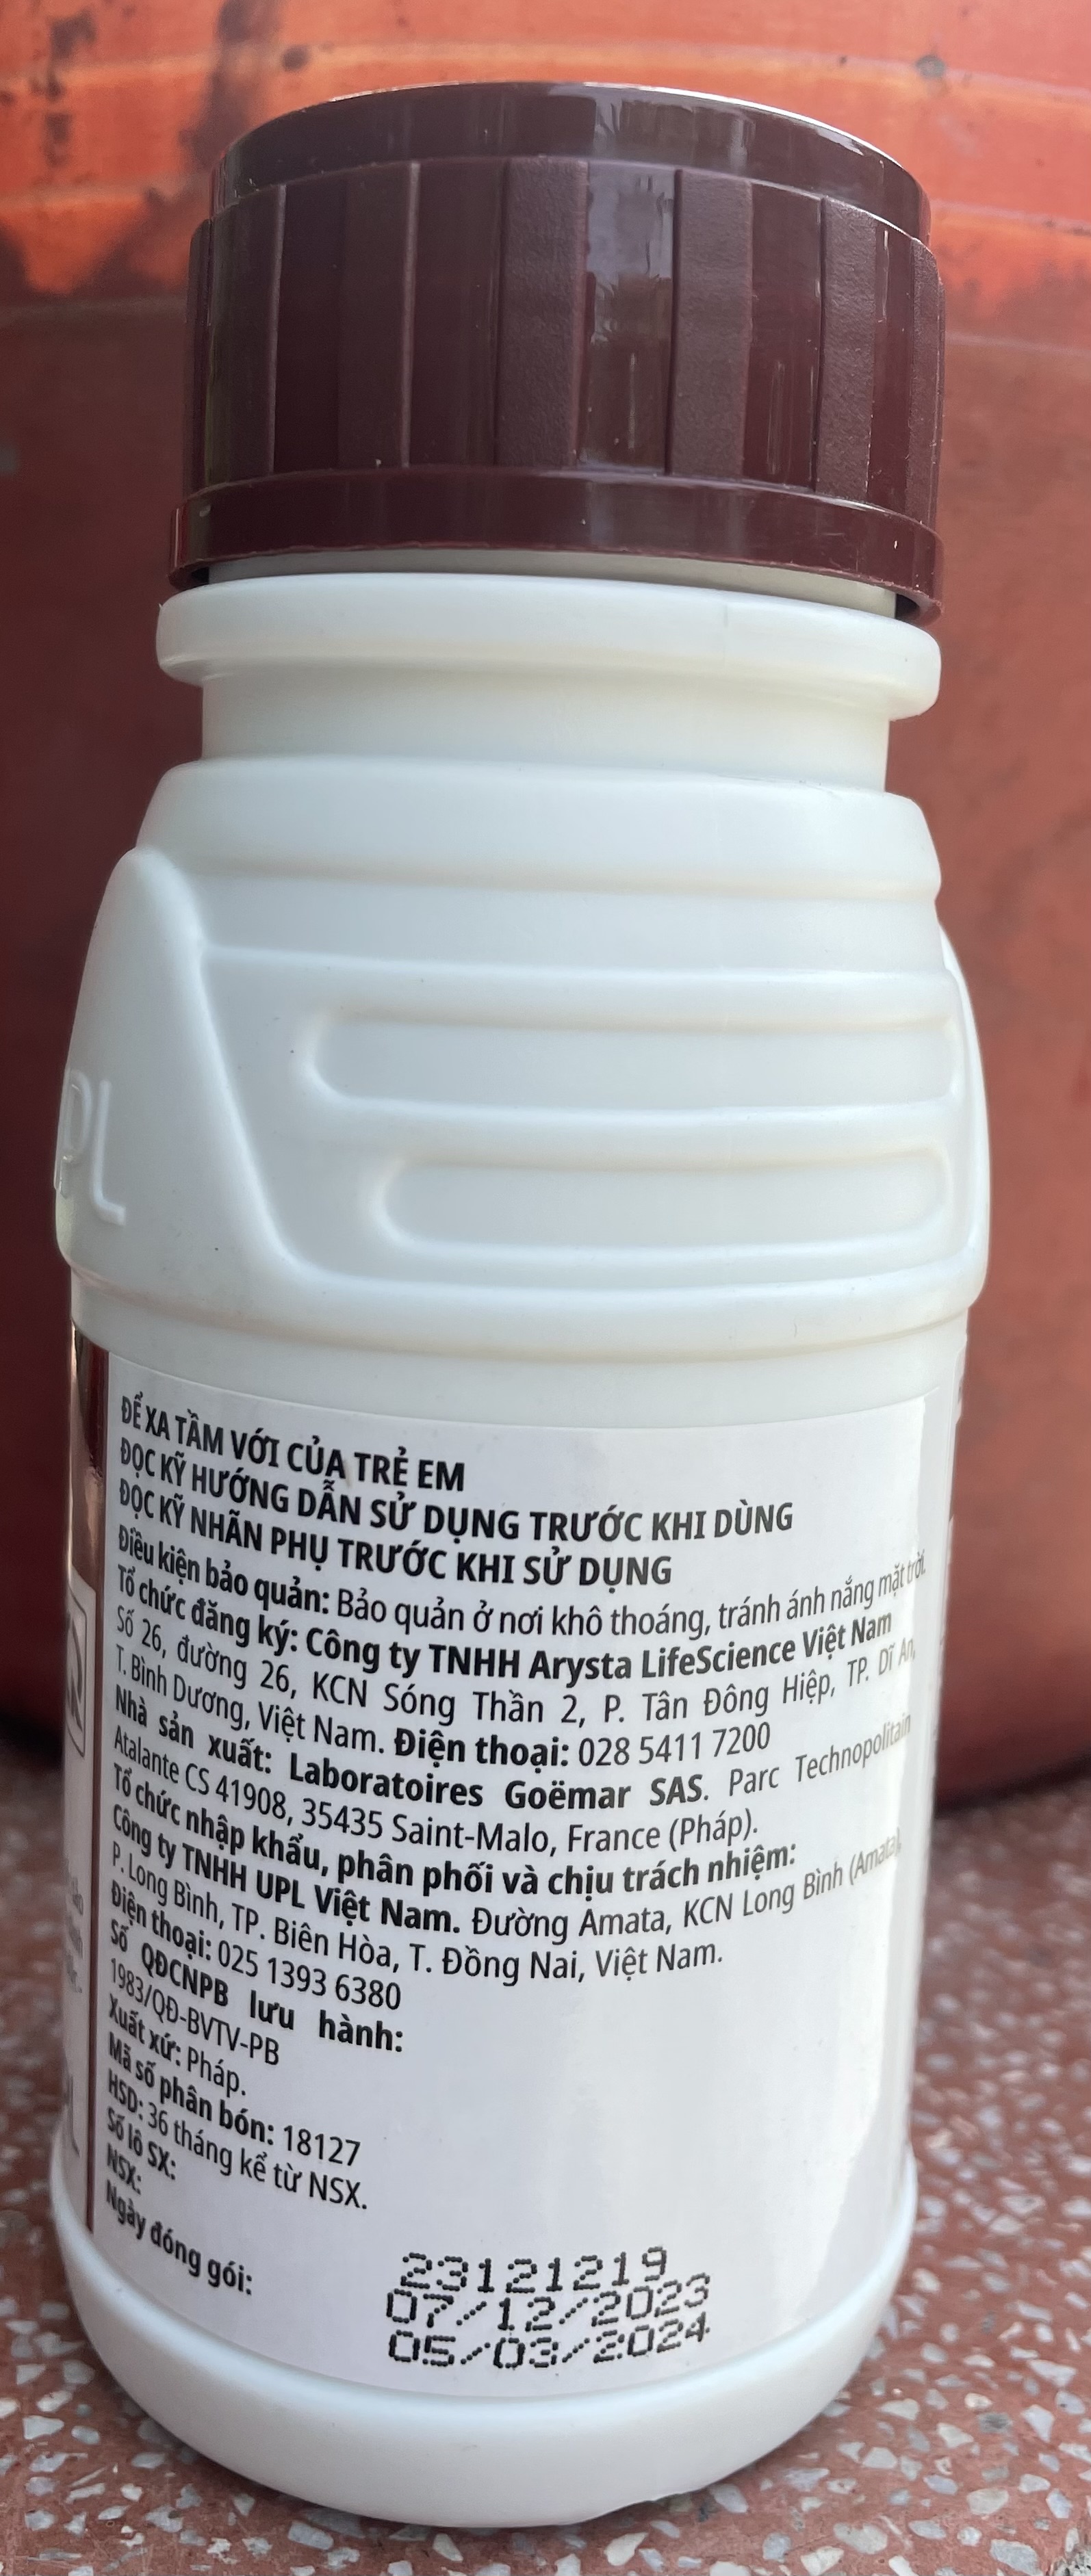 PL
ĐỂ XA TẦM VỚI CỦA TRẺ EM
ĐỌC KỸ HƯỚNG DẪN SỬ DỤNG TRƯỚC KHI DÙNG
ĐỌC KỸ NHÃN PHỤ TRƯỚC KHI SỬ DỤNG
Điều kiện bảo quản: Bảo quản ở nơi khô thoáng, tránh ánh nắng mặt trời.
Tổ chức đăng ký: Công ty TNHH Arysta LifeScience Việt Nam
Số 26, đường 26, KCN Sóng Thần 2, P. Tân Đông Hiệp, TP. Dĩ An,
T. Bình Dương, Việt Nam. Điện thoại: 028 5411 7200
Nhà sản xuất: Laboratoires Goëmar SAS. Parc Technopolitain
Atalante CS 41908, 35435 Saint-Malo, France (Pháp).
Tổ chức nhập khẩu, phân phối và chịu trách nhiệm:
Công ty TNHH UPL Việt Nam. Đường Amata, KCN Long Bình (Amata),
P. Long Bình, TP. Biên Hòa, T. Đồng Nai, Việt Nam.
Điện thoại: 025 1393 6380
Số QĐCNPB lưu hành:
1983/QĐ-BVTV-PB
Xuất xứ: Pháp.
Mã số phân bón: 18127
HSD: 36 tháng kể từ NSX.
Số lô SX:
NSX:
Ngày đóng gói:
23121219
07/12/2023
05/03/2024